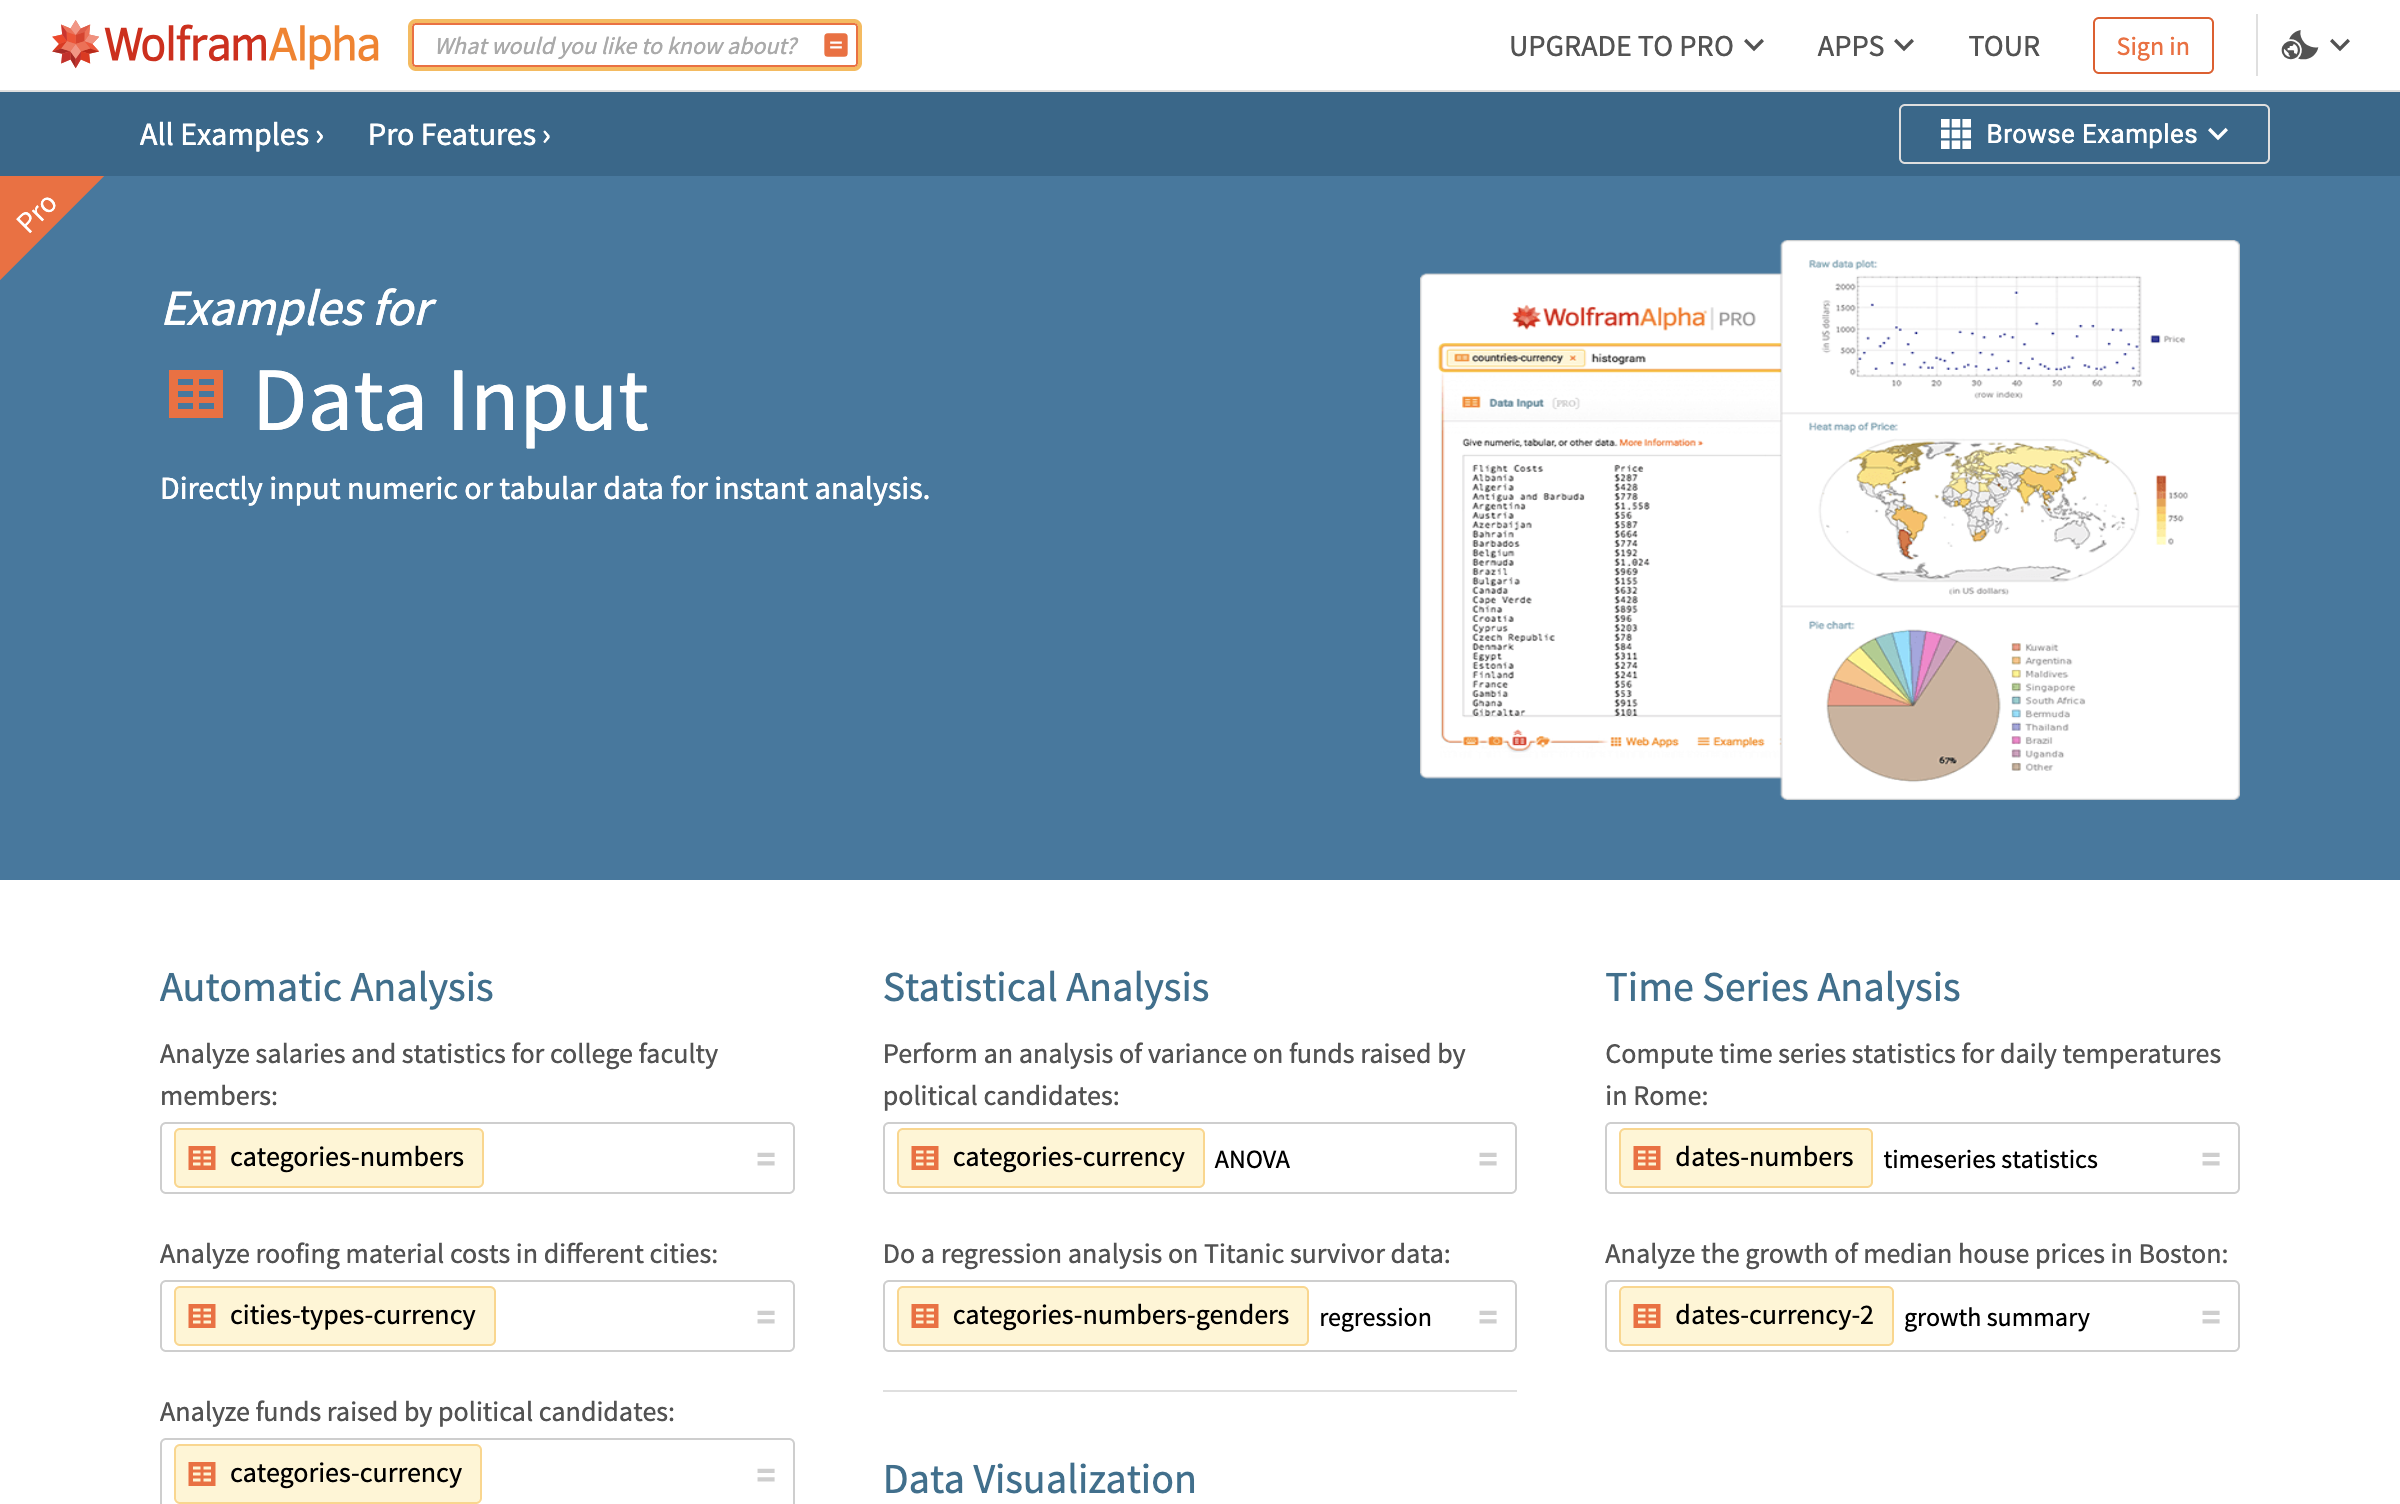 WolframAlpha
What would you like to know about?
UPGRADE TO PRO
APPS
TOUR
Sign in
All Examples ›
Pro Features ›
Browse Examples
Pro
Examples for
Data Input
Directly input numeric or tabular data for instant analysis.
WolframAlpha PRO
countries-currency × histogram
Data Input (PRO)
Give numeric, tabular, or other data. More Information »
Flight Costs Price
Albania $287
Algeria $428
Antigua and Barbuda $778
Argentina $1,558
Austria $56
Azerbaijan $587
Bahrain $664
Barbados $774
Belgium $192
Bermuda $1,024
Brazil $969
Bulgaria $155
Canada $632
Cape Verde $428
China $895
Croatia $96
Cyprus $203
Czech Republic $78
Denmark $84
Egypt $311
Estonia $274
Finland $241
France $56
Gambia $53
Ghana $915
Gibraltar $101
Web Apps
Examples
Raw data plot:
2000
1500
1000
500
0
(in US dollars)
10 20 30 40 50 60 70
(row index)
Price
Heat map of Price:
1500
750
0
(in US dollars)
Pie chart:
67%
Kuwait
Argentina
Maldives
Singapore
South Africa
Bermuda
Thailand
Brazil
Uganda
Other
Automatic Analysis
Analyze salaries and statistics for college faculty
members:
categories-numbers
=
Analyze roofing material costs in different cities:
cities-types-currency
=
Analyze funds raised by political candidates:
categories-currency
=
Statistical Analysis
Perform an analysis of variance on funds raised by
political candidates:
categories-currency ANOVA
=
Do a regression analysis on Titanic survivor data:
categories-numbers-genders regression
=
Data Visualization
Time Series Analysis
Compute time series statistics for daily temperatures
in Rome:
dates-numbers timeseries statistics
=
Analyze the growth of median house prices in Boston:
dates-currency-2 growth summary
=